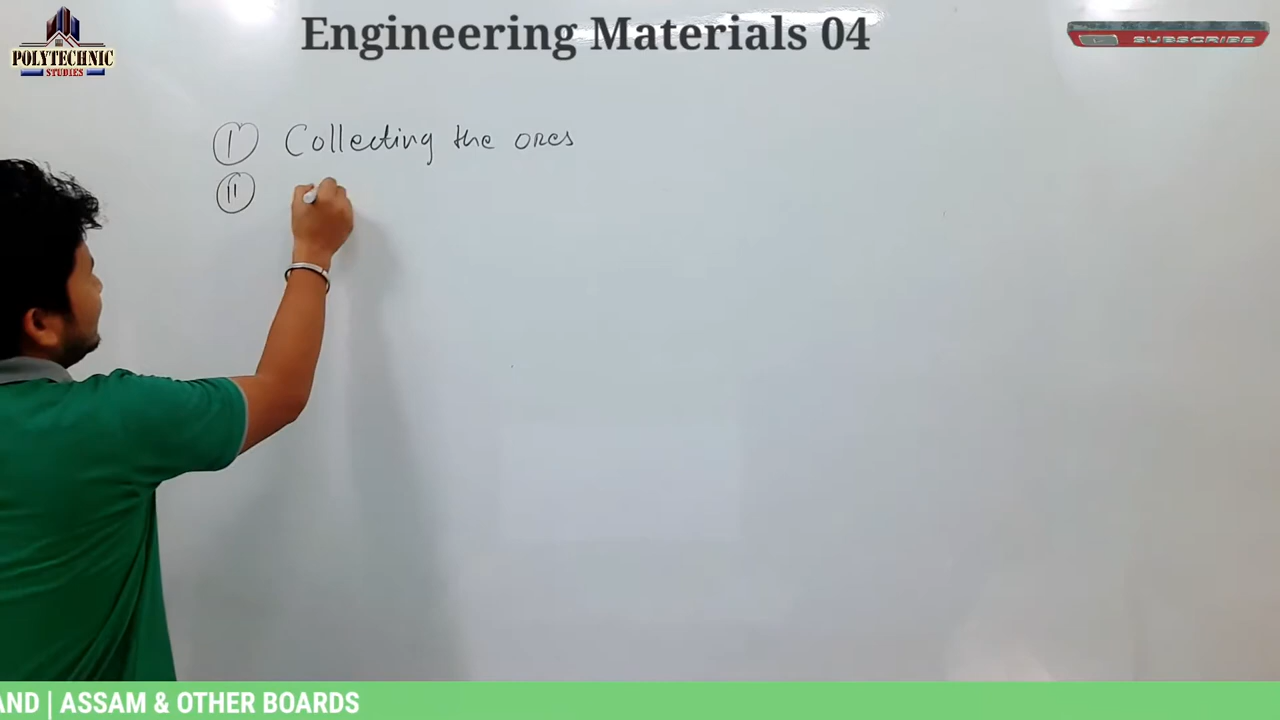 Engineering Materials 04
POLYTECHNIC
STUDIES
SUBSCRIBE
I Collecting the ores
II
AND | ASSAM & OTHER BOARDS